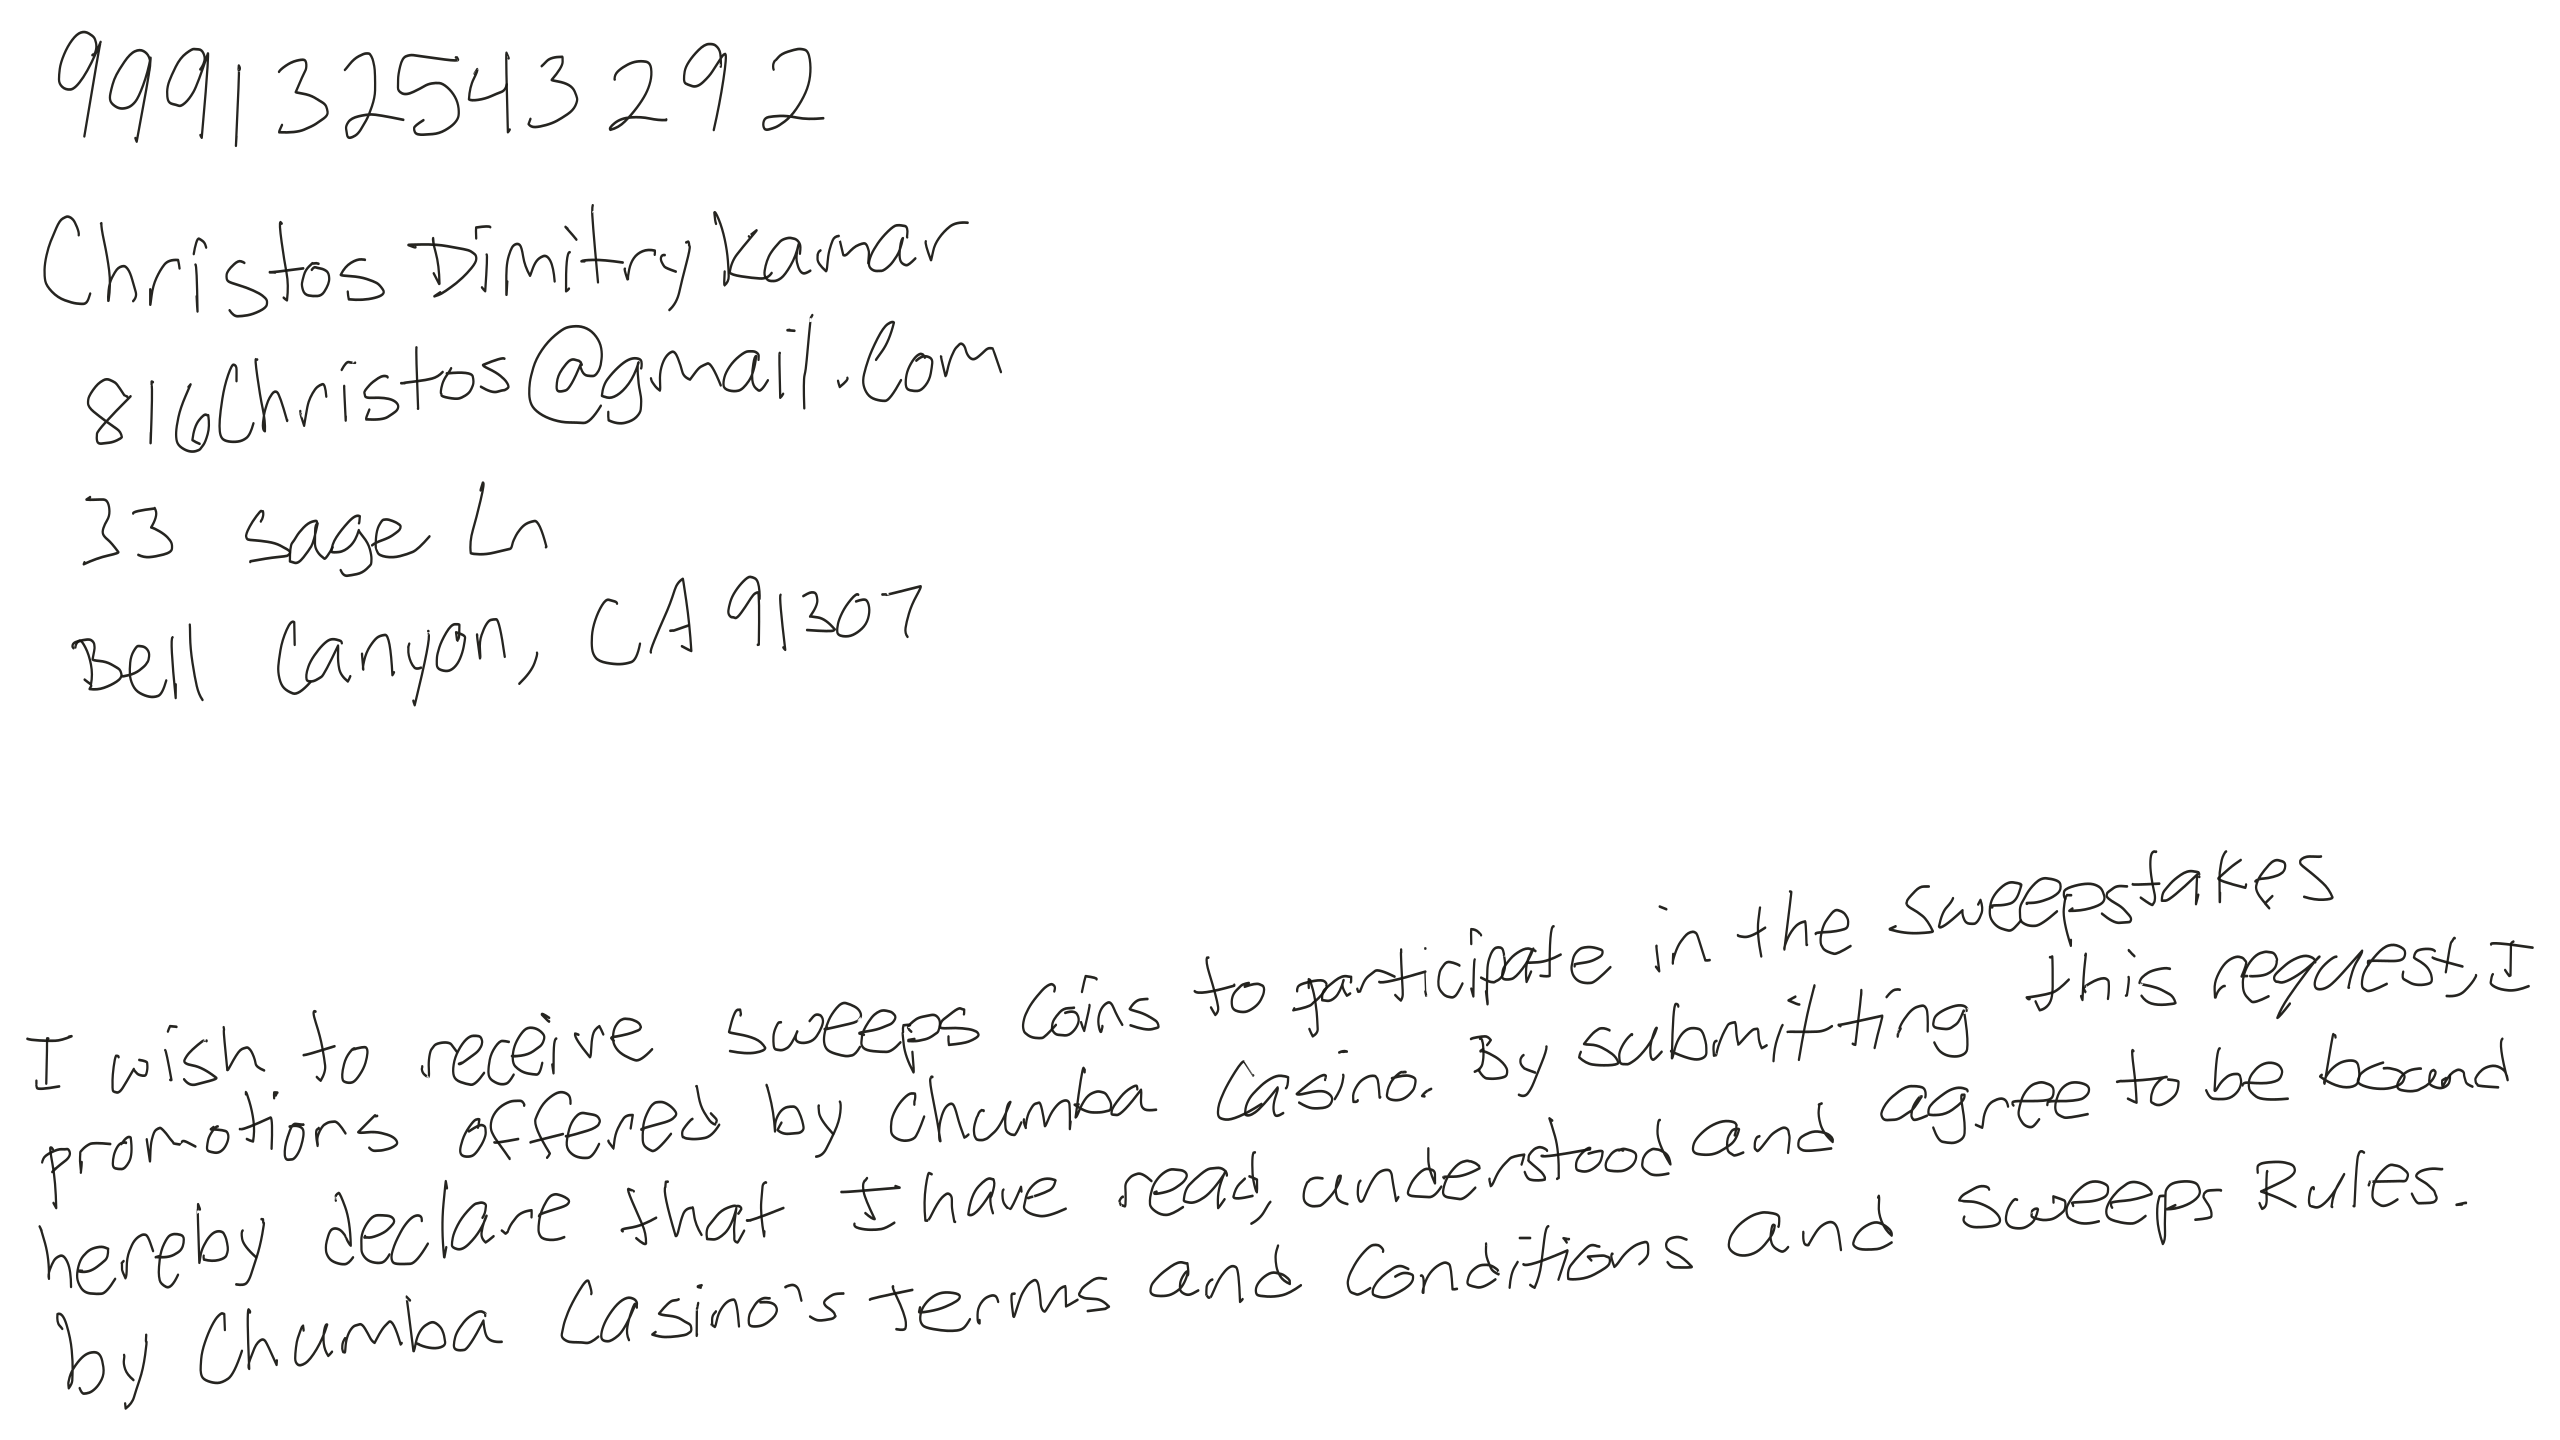 999132543292
Christos Dimitry Kamar
816Christos@gmail.com
33 Sage Ln
Bell Canyon, CA 91307
I wish to receive sweeps coins to participate in the sweepstakes
promotions offered by Chumba Casino. By submitting this request, I
hereby declare that I have read, understood and agree to be bound
by Chumba Casino's Terms and Conditions and Sweeps Rules.